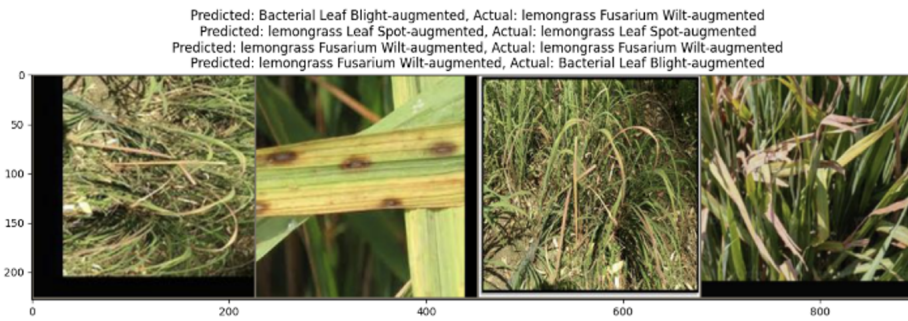 Predicted: Bacterial Leaf Blight-augmented, Actual: lemongrass Fusarium Wilt-augmented
Predicted: lemongrass Leaf Spot-augmented, Actual: lemongrass Leaf Spot-augmented
Predicted: lemongrass Fusarium Wilt-augmented, Actual: lemongrass Fusarium Wilt-augmented
Predicted: lemongrass Fusarium Wilt-augmented, Actual: Bacterial Leaf Blight-augmented
0
50
100
150
200
0 200 400 600 800